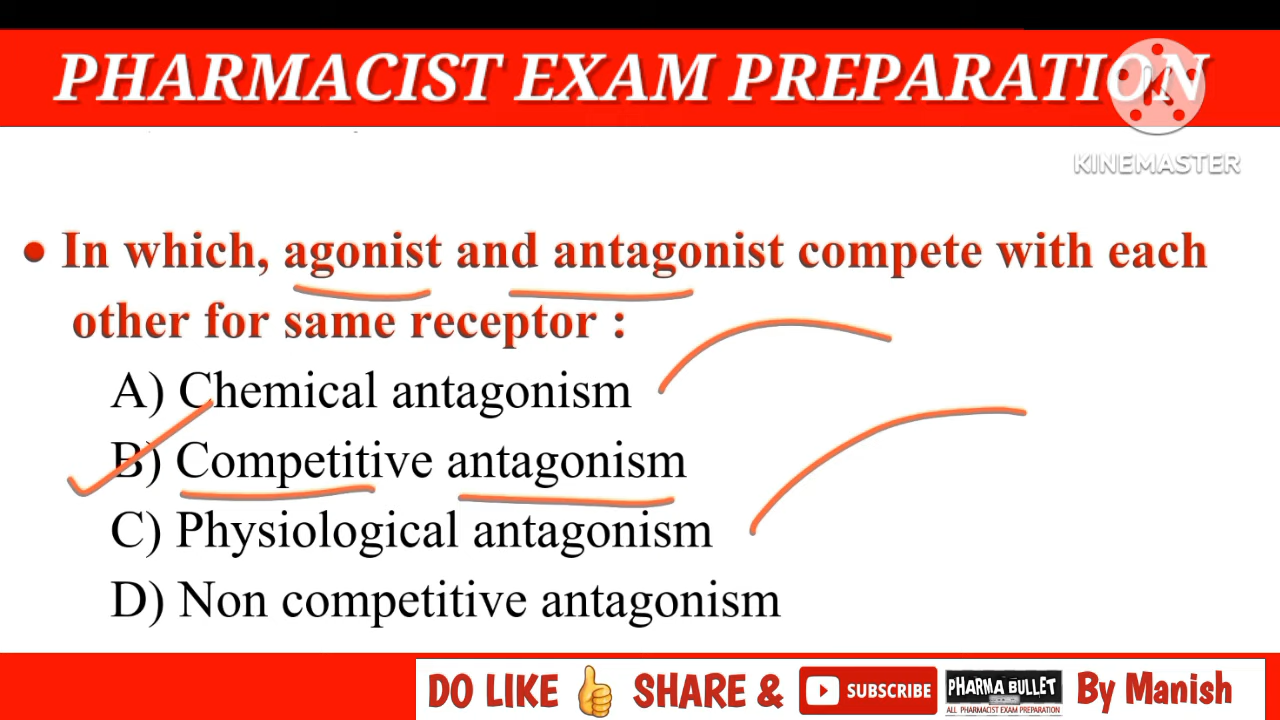 PHARMACIST EXAM PREPARATION
KINEMASTER
• In which, agonist and antagonist compete with each
other for same receptor :
A) Chemical antagonism
B) Competitive antagonism
C) Physiological antagonism
D) Non competitive antagonism
DO LIKE 👍 SHARE & SUBSCRIBE PHARMA BULLET By Manish
ALL PHARMACIST EXAM PREPARATION